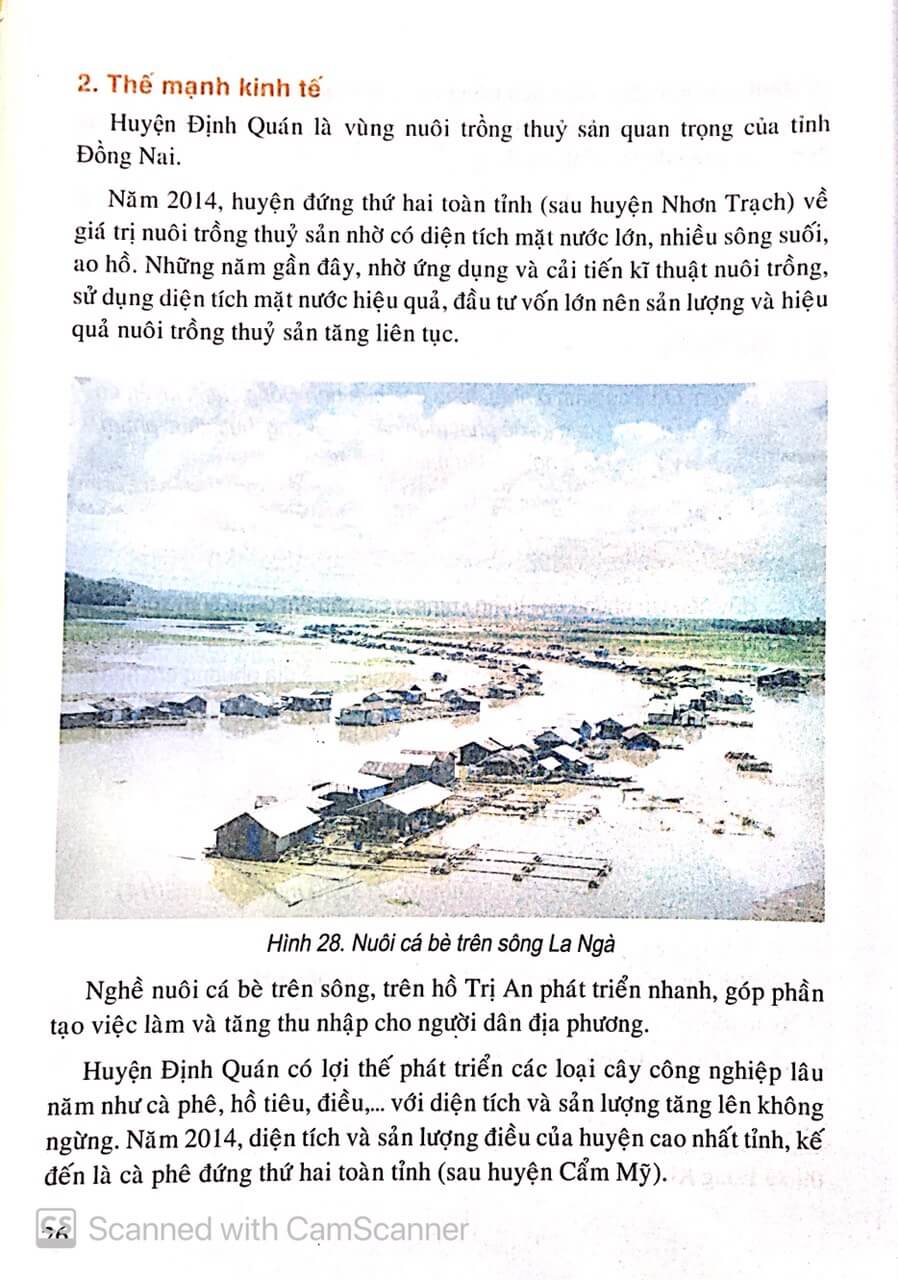 2. Thế mạnh kinh tế
Huyện Định Quán là vùng nuôi trồng thuỷ sản quan trọng của tỉnh
Đồng Nai.
Năm 2014, huyện đứng thứ hai toàn tỉnh (sau huyện Nhơn Trạch) về
giá trị nuôi trồng thuỷ sản nhờ có diện tích mặt nước lớn, nhiều sông suối,
ao hồ. Những năm gần đây, nhờ ứng dụng và cải tiến kĩ thuật nuôi trồng,
sử dụng diện tích mặt nước hiệu quả, đầu tư vốn lớn nên sản lượng và hiệu
quả nuôi trồng thuỷ sản tăng liên tục.
Hình 28. Nuôi cá bè trên sông La Ngà
Nghề nuôi cá bè trên sông, trên hồ Trị An phát triển nhanh, góp phần
tạo việc làm và tăng thu nhập cho người dân địa phương.
Huyện Định Quán có lợi thế phát triển các loại cây công nghiệp lâu
năm như cà phê, hồ tiêu, điều,... với diện tích và sản lượng tăng lên không
ngừng. Năm 2014, diện tích và sản lượng điều của huyện cao nhất tỉnh, kế
đến là cà phê đứng thứ hai toàn tỉnh (sau huyện Cẩm Mỹ).
CS Scanned with CamScanner